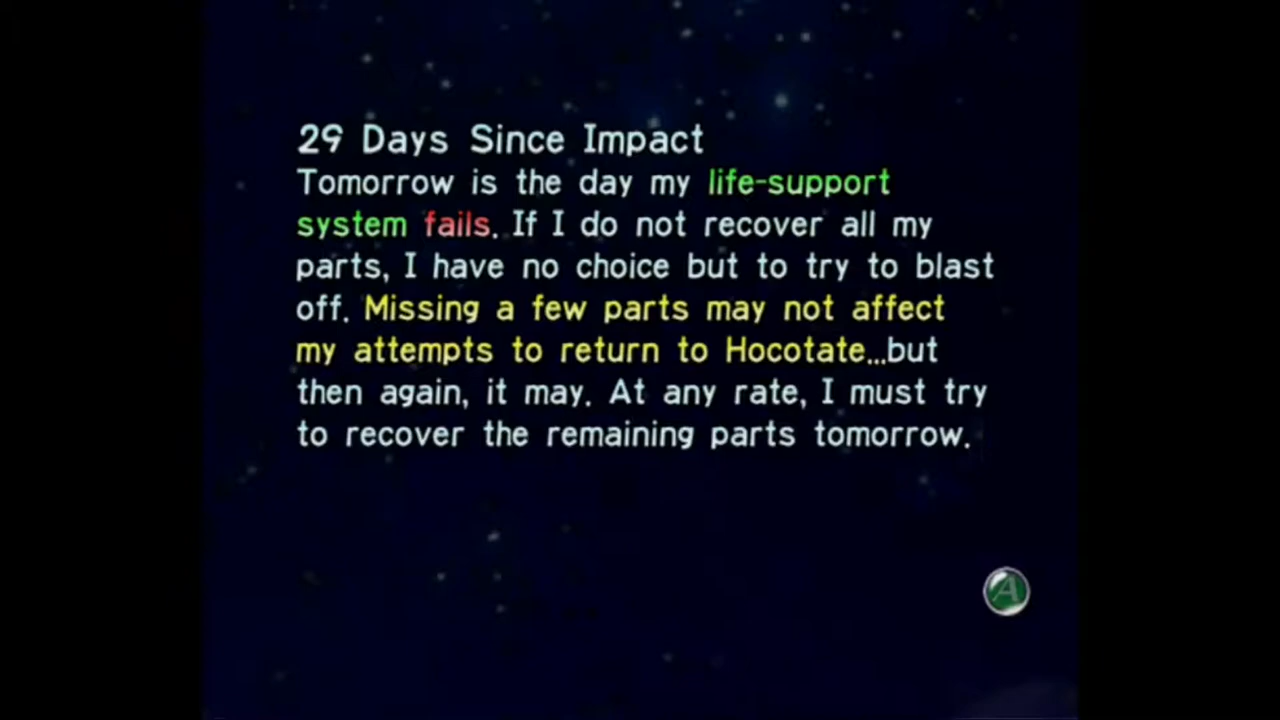 29 Days Since Impact
Tomorrow is the day my life-support
system fails. If I do not recover all my
parts, I have no choice but to try to blast
off. Missing a few parts may not affect
my attempts to return to Hocotate...but
then again, it may. At any rate, I must try
to recover the remaining parts tomorrow.
A